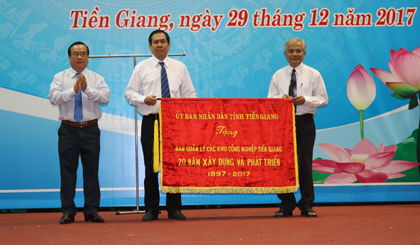 Tiền Giang, ngày 29 tháng 12 năm 2017
ỦY BAN NHÂN DÂN TỈNH TIỀN GIANG
Tặng
BAN QUẢN LÝ CÁC KHU CÔNG NGHIỆP TIỀN GIANG
20 NĂM XÂY DỰNG VÀ PHÁT TRIỂN
1997-2017